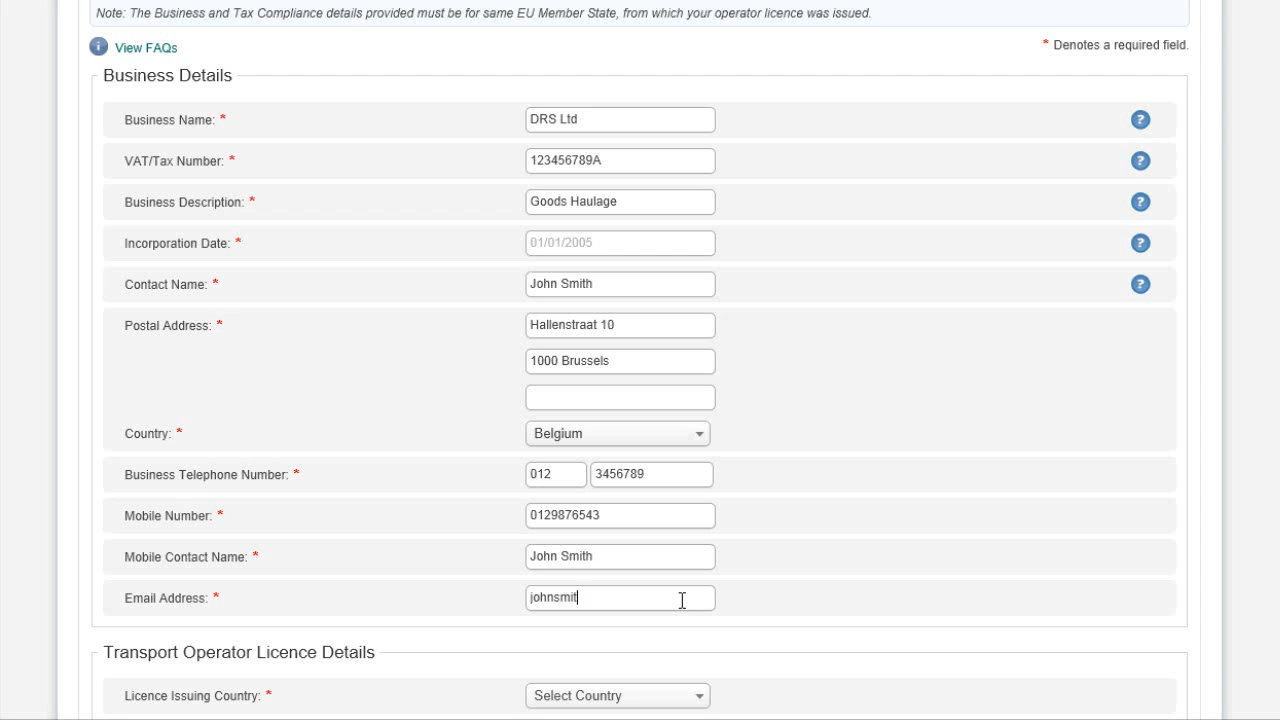 Note: The Business and Tax Compliance details provided must be for same EU Member State, from which your operator licence was issued.
View FAQs
* Denotes a required field.
Business Details
Business Name: * DRS Ltd ?
VAT/Tax Number: * 123456789A ?
Business Description: * Goods Haulage ?
Incorporation Date: * 01/01/2005 ?
Contact Name: * John Smith ?
Postal Address: * Hallenstraat 10
1000 Brussels
Country: * Belgium
Business Telephone Number: * 012 3456789
Mobile Number: * 0129876543
Mobile Contact Name: * John Smith
Email Address: * johnsmit
Transport Operator Licence Details
Licence Issuing Country: * Select Country